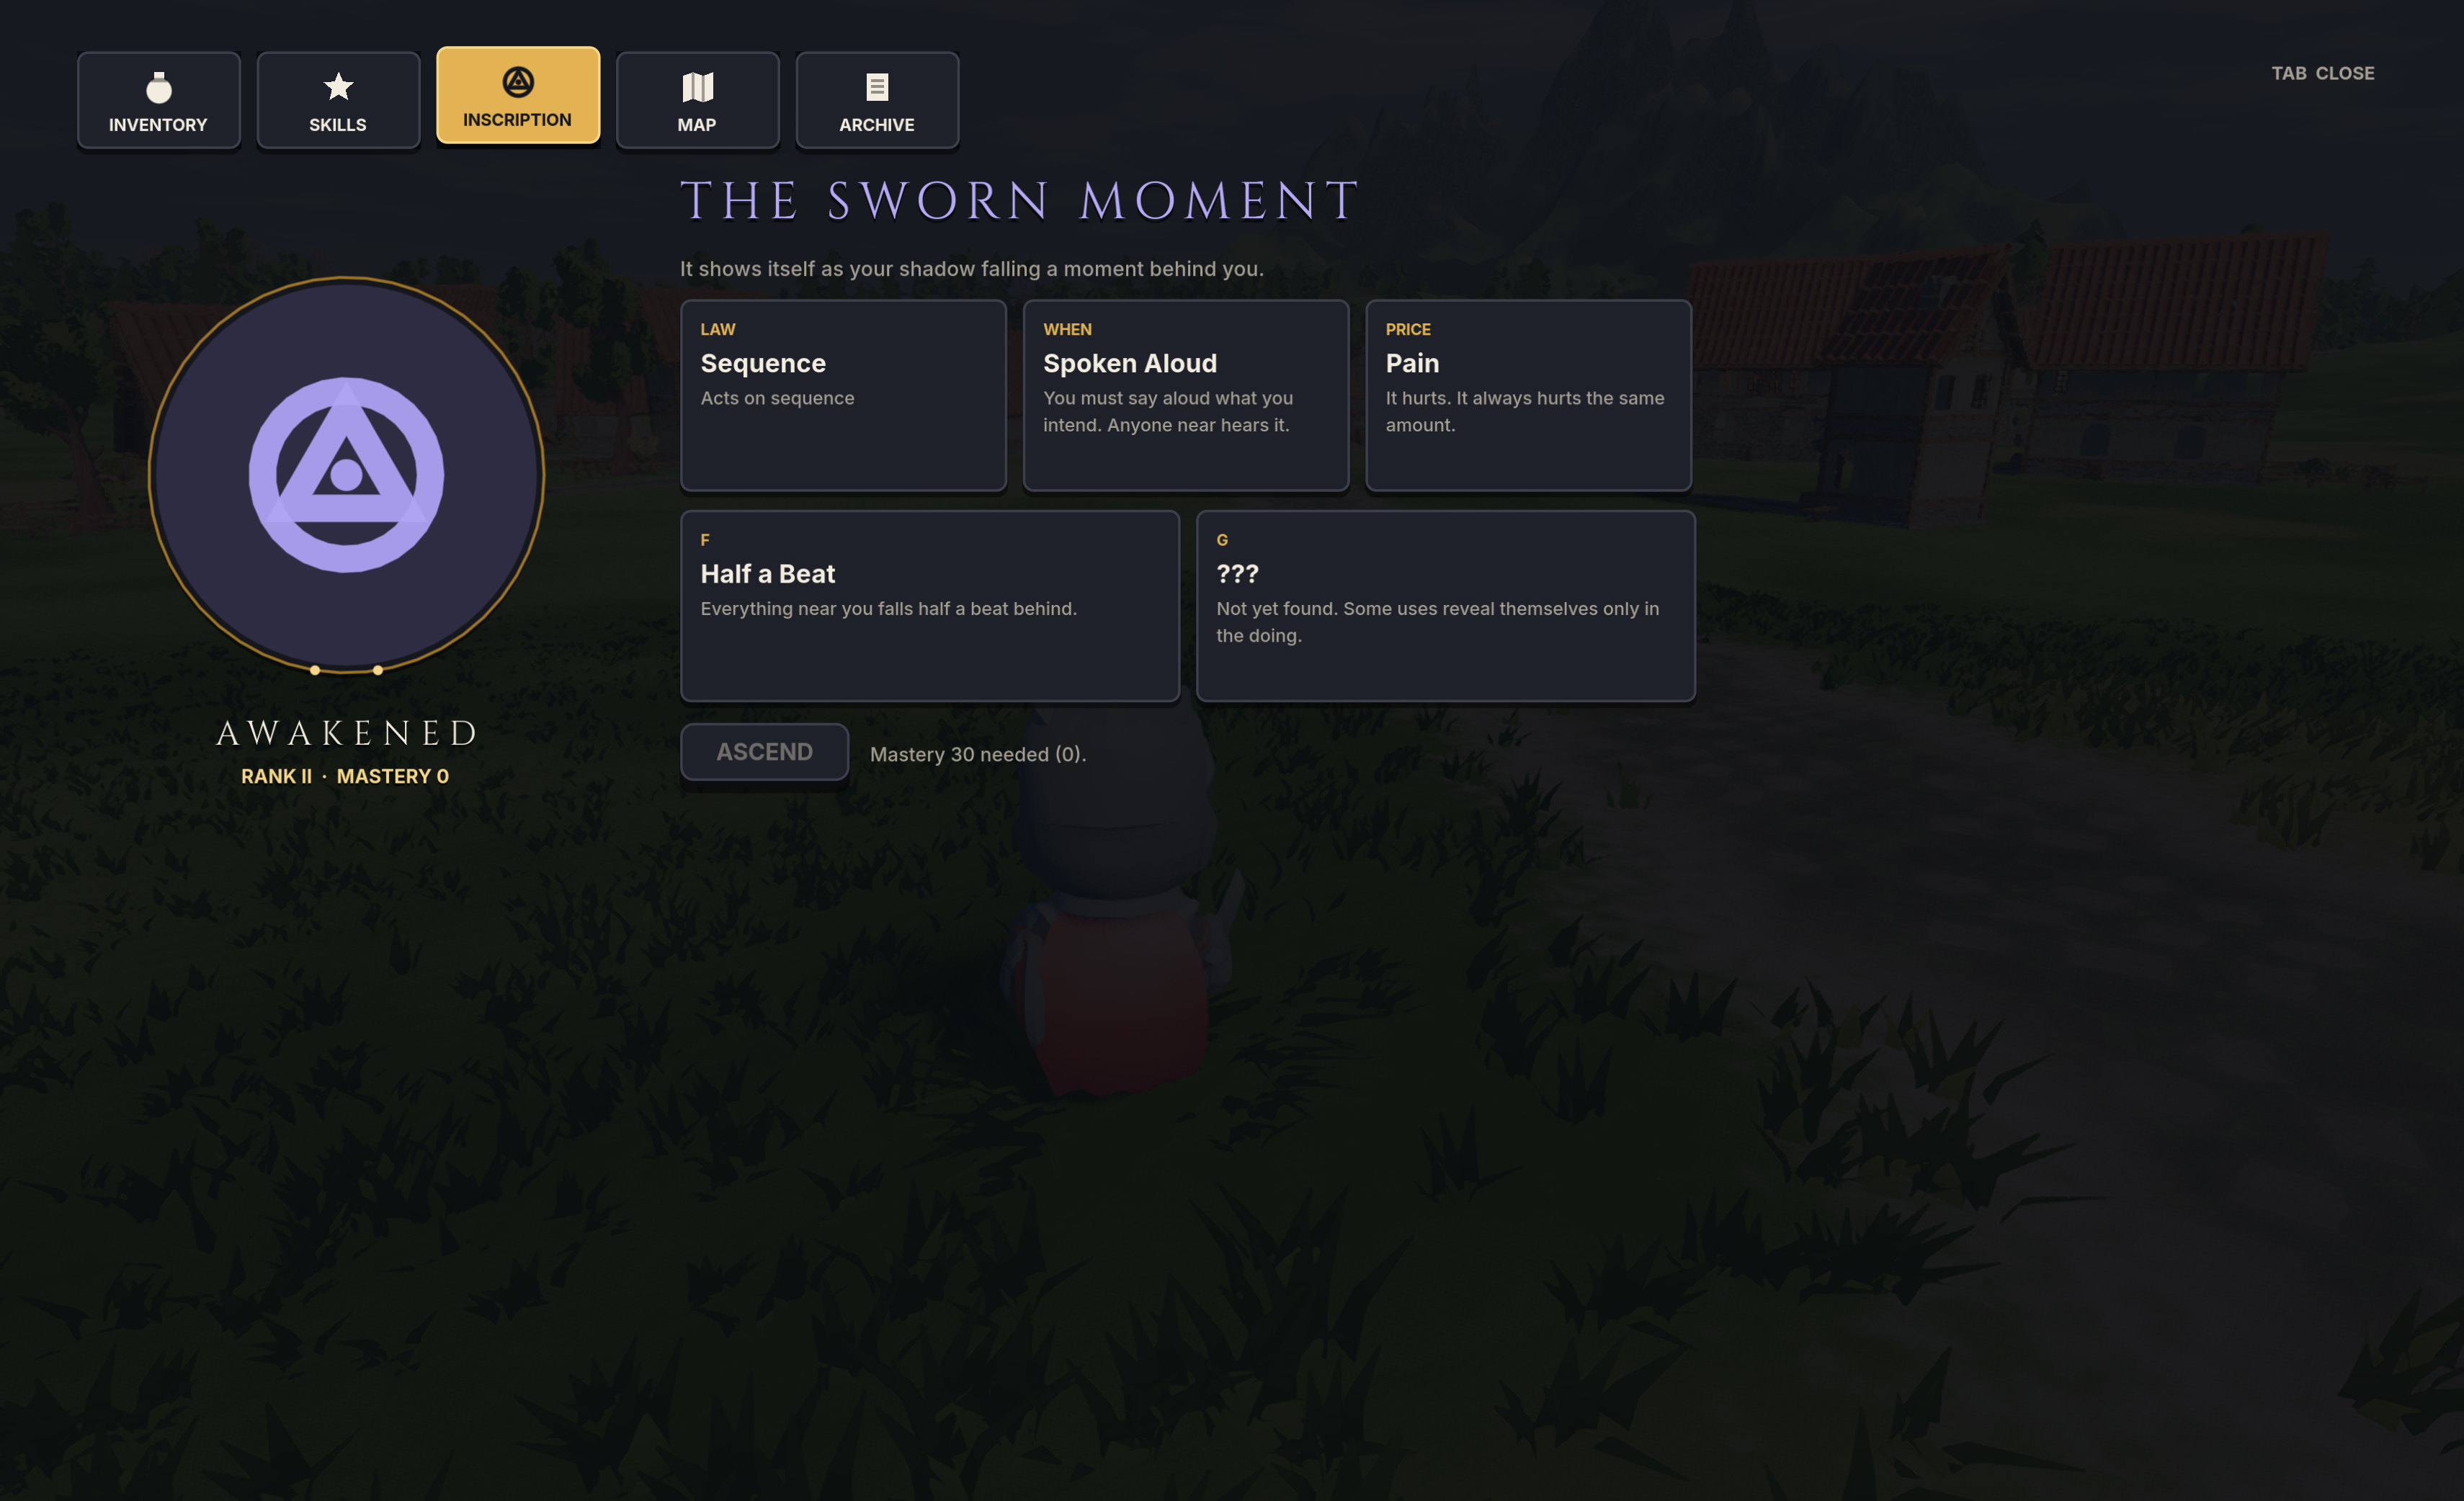 INVENTORY
SKILLS
INSCRIPTION
MAP
ARCHIVE
TAB CLOSE
THE SWORN MOMENT
It shows itself as your shadow falling a moment behind you.
LAW
Sequence
Acts on sequence
WHEN
Spoken Aloud
You must say aloud what you
intend. Anyone near hears it.
PRICE
Pain
It hurts. It always hurts the same
amount.
F
Half a Beat
Everything near you falls half a beat behind.
G
???
Not yet found. Some uses reveal themselves only in
the doing.
AWAKENED
RANK II · MASTERY 0
ASCEND
Mastery 30 needed (0).